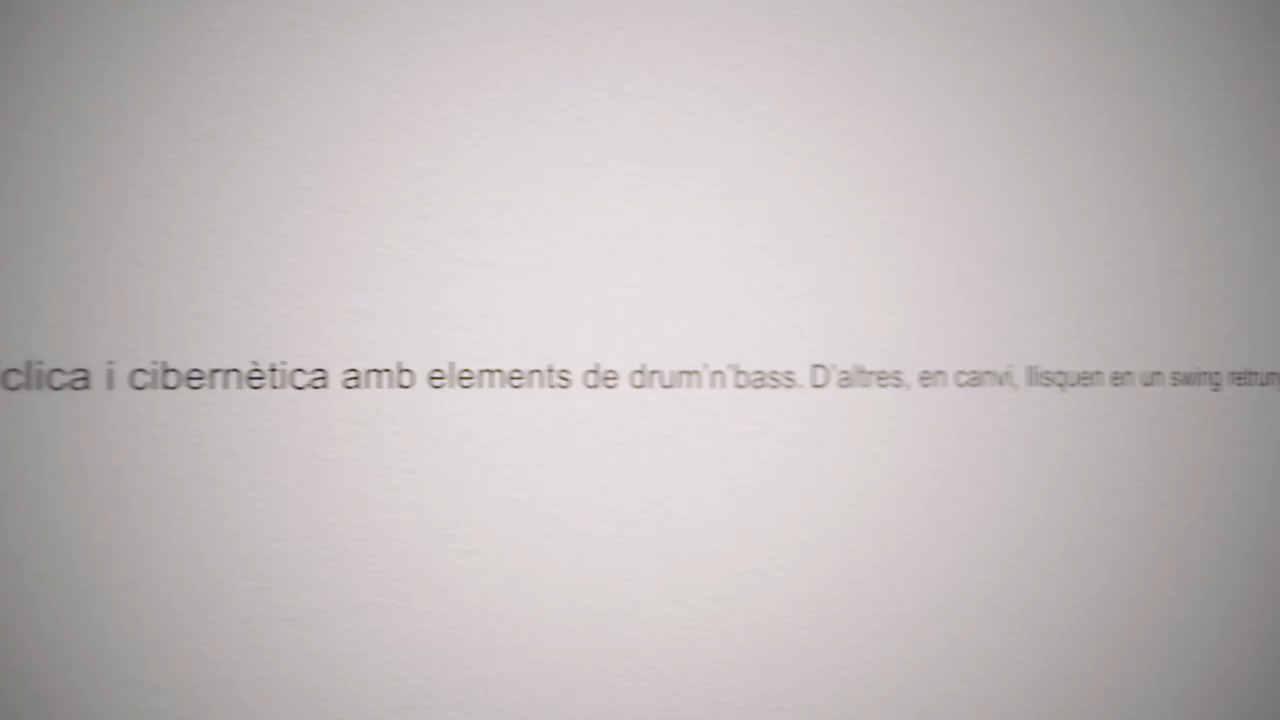 clica i cibernètica amb elements de drum'n'bass. D'altres, en canvi, llisquen en un swing